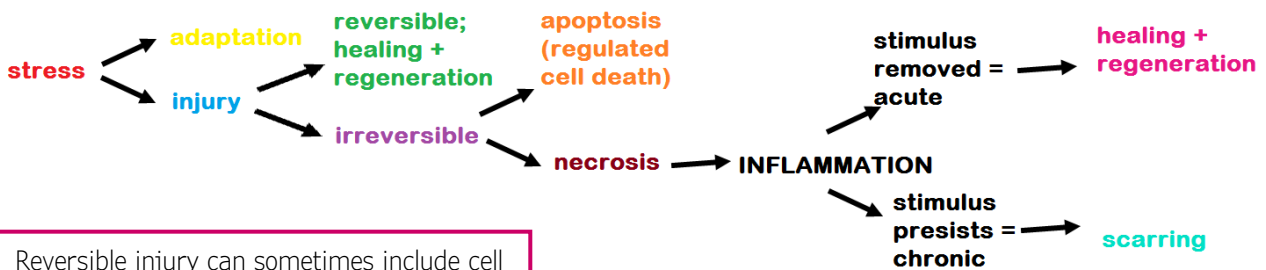 stress
adaptation
injury
reversible;
healing +
regeneration
irreversible
apoptosis
(regulated
cell death)
necrosis
INFLAMMATION
stimulus
removed =
acute
healing +
regeneration
stimulus
presists =
chronic
scarring
Reversible injury can sometimes include cell